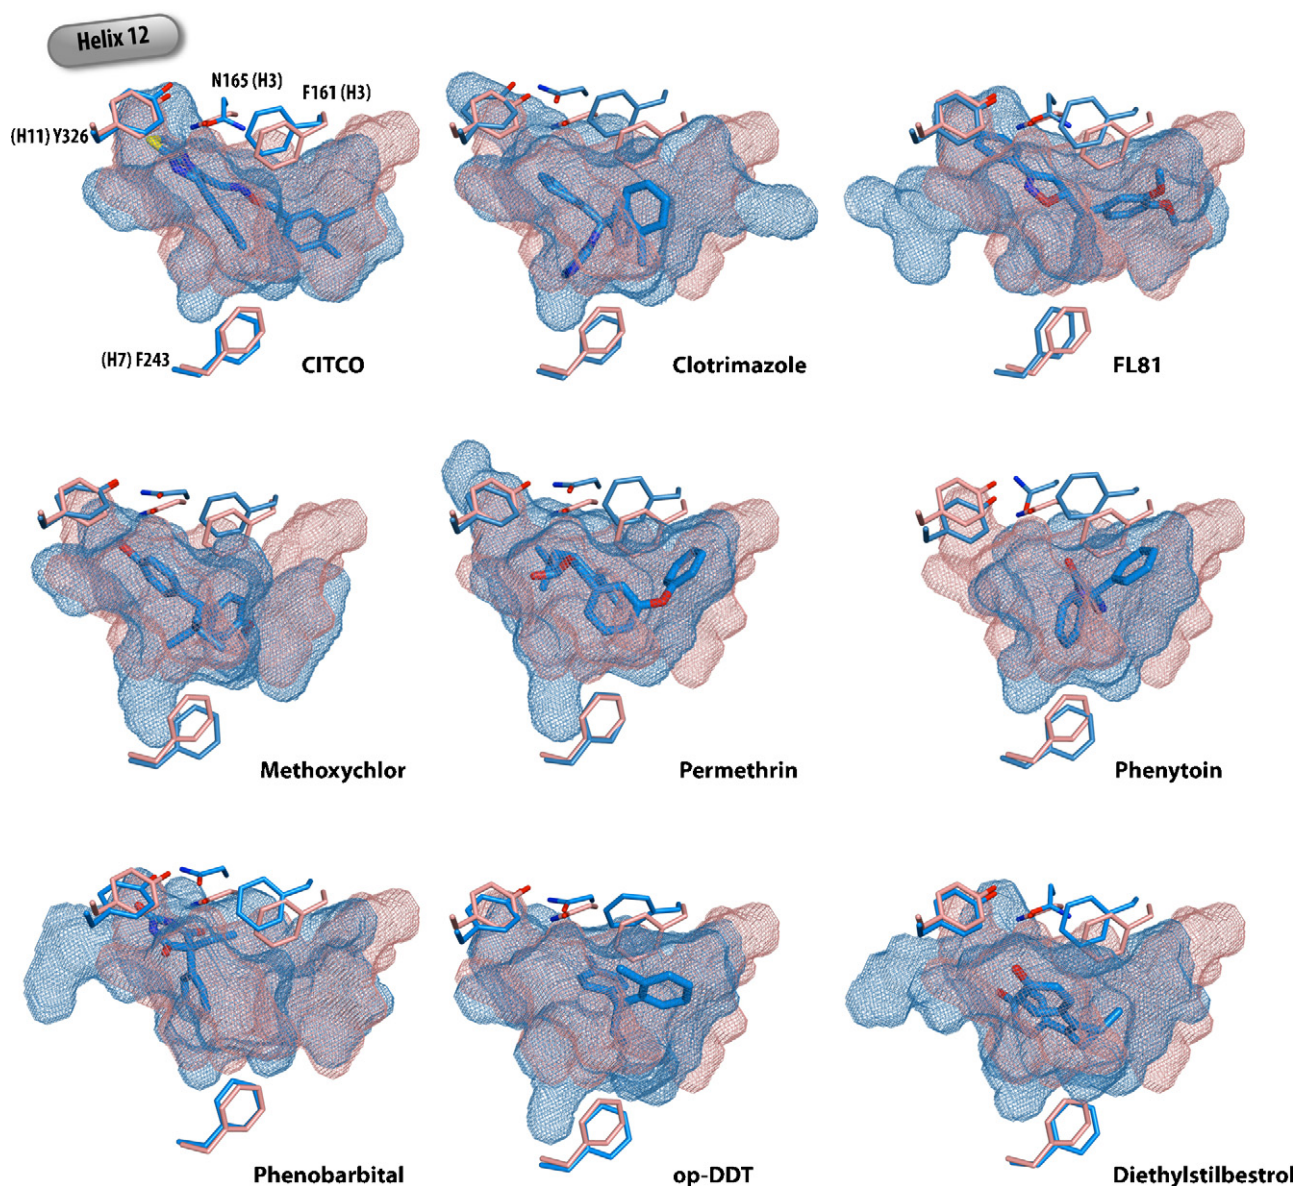 Helix 12
N165 (H3)
F161 (H3)
(H11) Y326
(H7) F243
CITCO
Clotrimazole
FL81
Methoxychlor
Permethrin
Phenytoin
Phenobarbital
op-DDT
Diethylstilbestrol